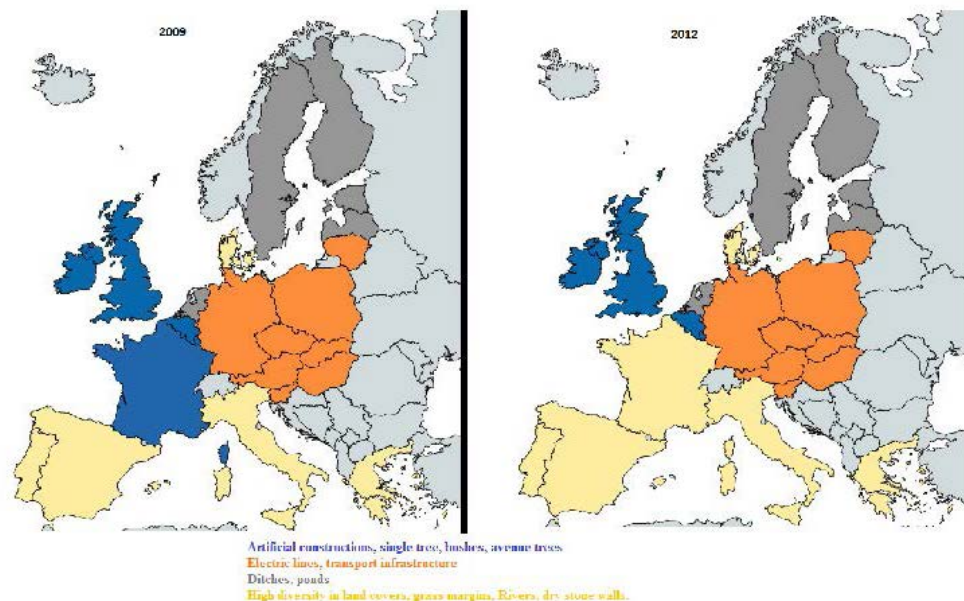 2009
2012
Artificial constructions, single tree, bushes, avenue trees
Electric lines, transport infrastructure
Ditches, ponds
High diversity in land covers, grass margins, Rivers, dry stone walls.